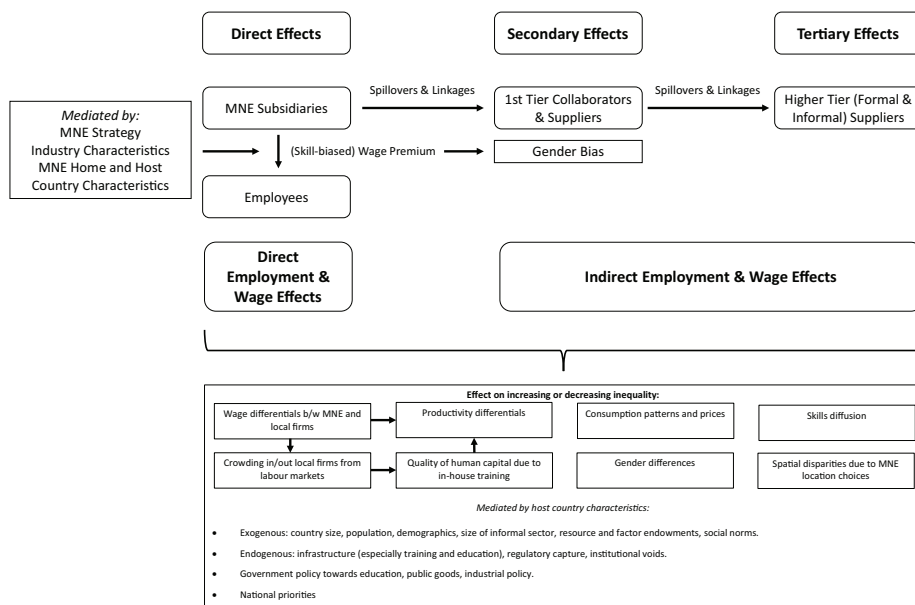 Direct Effects
Secondary Effects
Tertiary Effects
Mediated by:
MNE Strategy
Industry Characteristics
MNE Home and Host
Country Characteristics
MNE Subsidiaries
Spillovers & Linkages
1st Tier Collaborators
& Suppliers
Spillovers & Linkages
Higher Tier (Formal &
Informal) Suppliers
(Skill-biased) Wage Premium
Gender Bias
Employees
Direct
Employment &
Wage Effects
Indirect Employment & Wage Effects
Effect on increasing or decreasing inequality:
Wage differentials b/w MNE and
local firms
Productivity differentials
Consumption patterns and prices
Skills diffusion
Crowding in/out local firms from
labour markets
Quality of human capital due to
in-house training
Gender differences
Spatial disparities due to MNE
location choices
Mediated by host country characteristics:
• Exogenous: country size, population, demographics, size of informal sector, resource and factor endowments, social norms.
• Endogenous: infrastructure (especially training and education), regulatory capture, institutional voids.
• Government policy towards education, public goods, industrial policy.
• National priorities